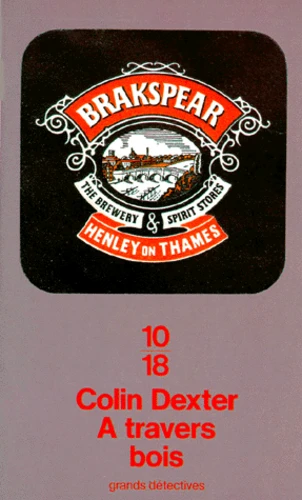 BRAKSPEAR
THE BREWERY & SPIRIT STORES
HENLEY ON THAMES
10
18
Colin Dexter
A travers
bois
grands détectives